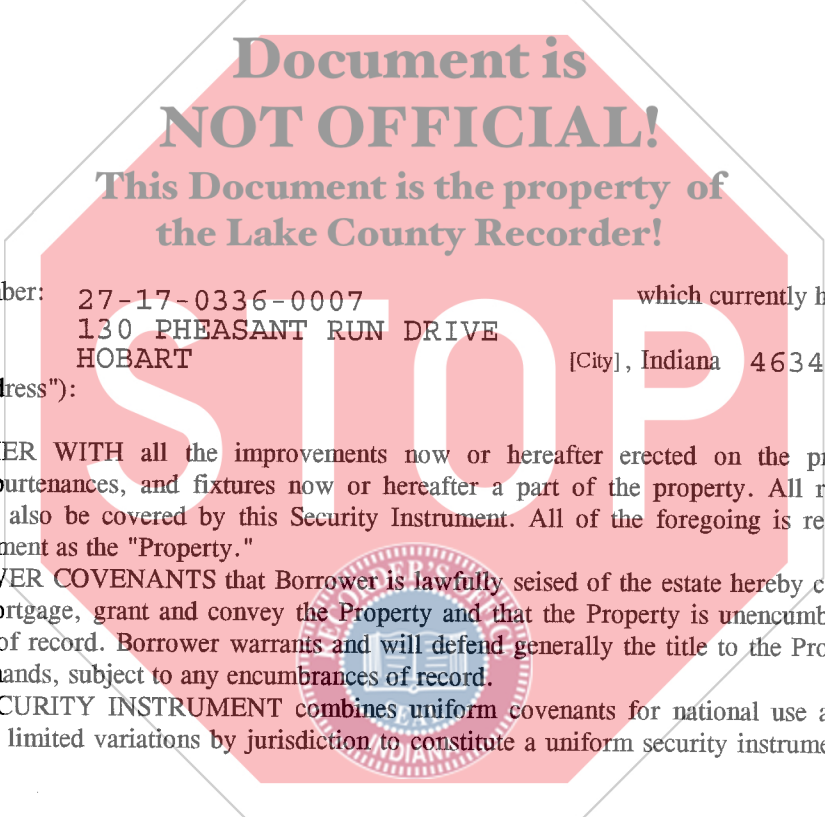 Document is
NOT OFFICIAL!
This Document is the property of
the Lake County Recorder!
ber: 27-17-0336-0007 which currently h
130 PHEASANT RUN DRIVE
HOBART [City] , Indiana 4634
dress"):
STOP
ER WITH all the improvements now or hereafter erected on the pr
purtenances, and fixtures now or hereafter a part of the property. All r
also be covered by this Security Instrument. All of the foregoing is re
ment as the "Property."
VER COVENANTS that Borrower is lawfully seised of the estate hereby c
ortgage, grant and convey the Property and that the Property is unencumb
of record. Borrower warrants and will defend generally the title to the Pro
ands, subject to any encumbrances of record.
CURITY INSTRUMENT combines uniform covenants for national use a
limited variations by jurisdiction to constitute a uniform security instrume
RECORDER'S OFFICE
SEAL
INDIANA